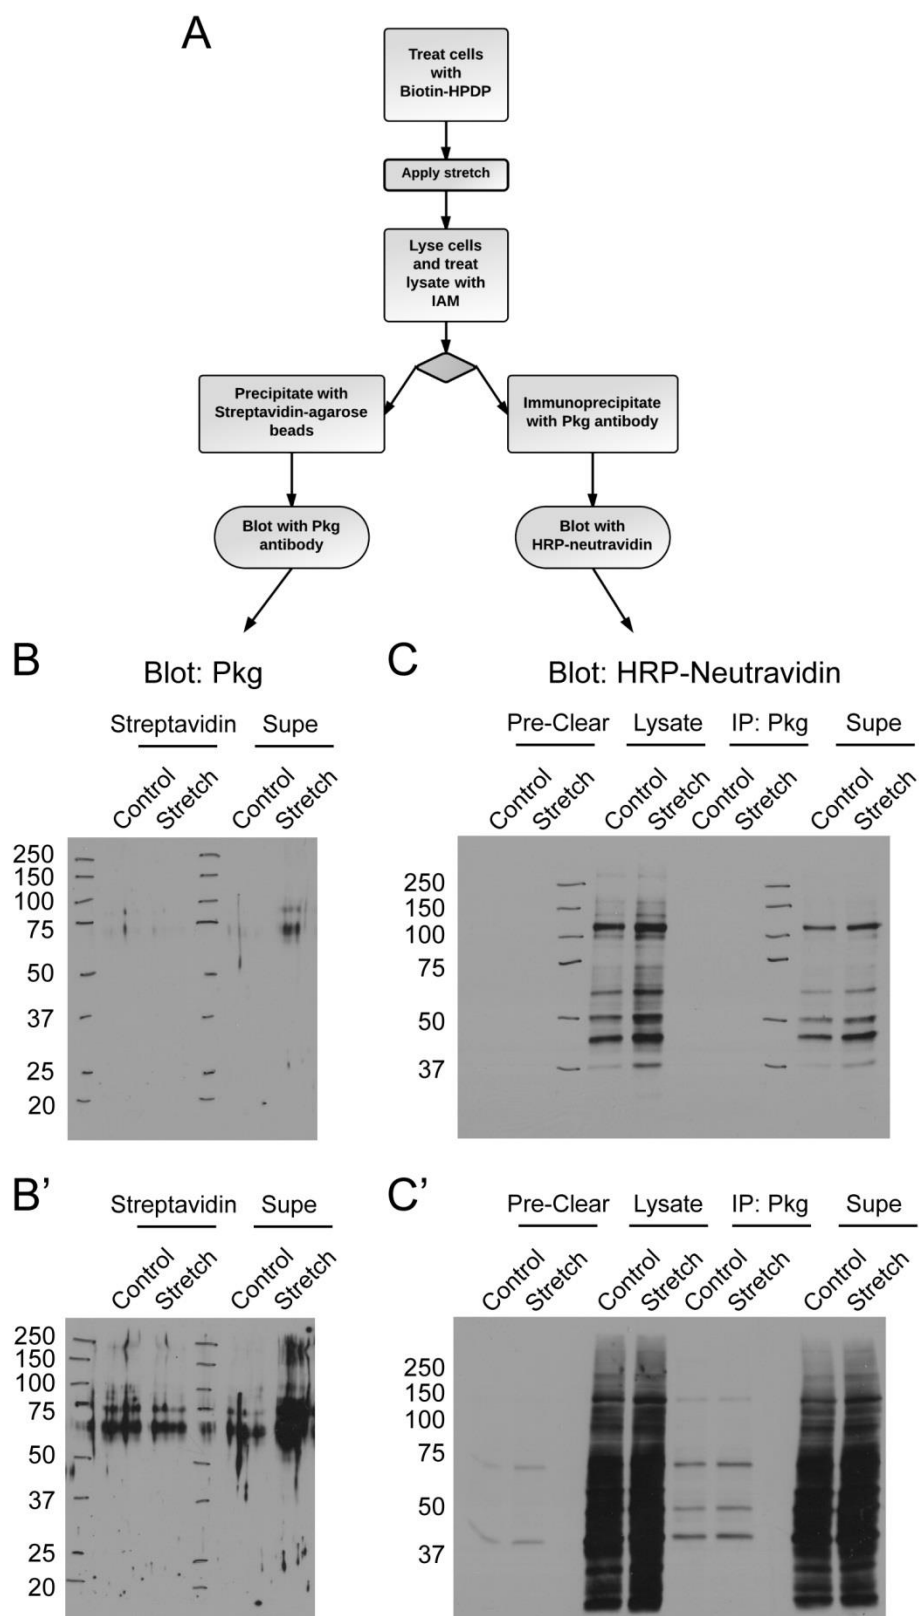 A
Treat cells
with
Biotin-HPDP
Apply stretch
Lyse cells
and treat
lysate with
IAM
Precipitate with
Streptavidin-agarose
beads
Immunoprecipitate
with Pkg antibody
Blot with Pkg
antibody
Blot with
HRP-neutravidin
B
Blot: Pkg
Streptavidin
Supe
Control
Stretch
Control
Stretch
250
150
100
75
50
37
25
20
C
Blot: HRP-Neutravidin
Pre-Clear
Lysate
IP: Pkg
Supe
Control
Stretch
Control
Stretch
Control
Stretch
Control
Stretch
250
150
100
75
50
37
B’
Streptavidin
Supe
Control
Stretch
Control
Stretch
250
150
100
75
50
37
25
20
C’
Pre-Clear
Lysate
IP: Pkg
Supe
Control
Stretch
Control
Stretch
Control
Stretch
Control
Stretch
250
150
100
75
50
37